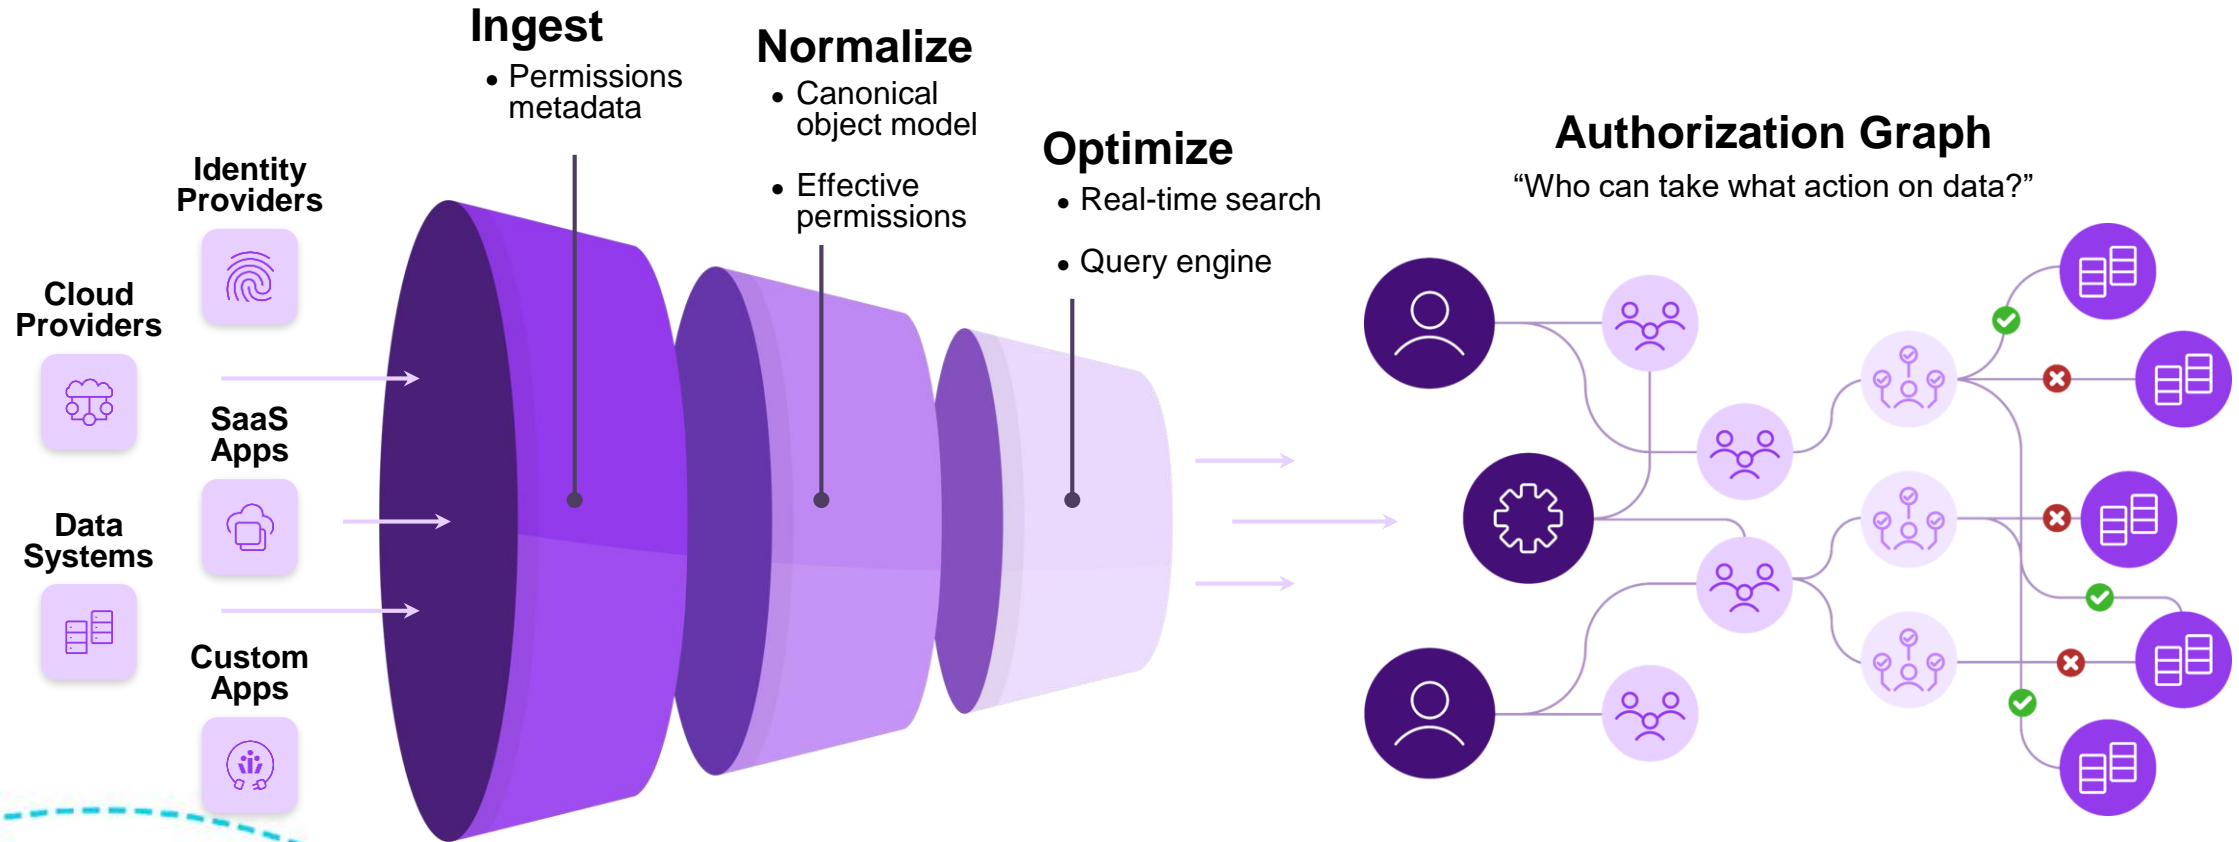 Ingest
• Permissions
metadata
Normalize
• Canonical
object model
• Effective
permissions
Optimize
• Real-time search
• Query engine
Authorization Graph
“Who can take what action on data?”
Identity
Providers
Cloud
Providers
SaaS
Apps
Data
Systems
Custom
Apps